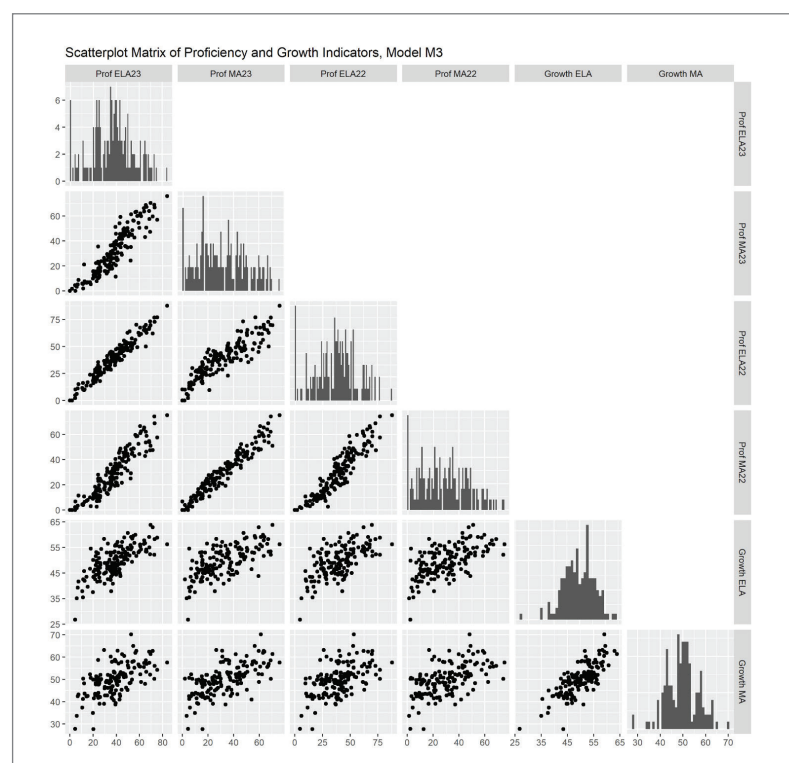 Scatterplot Matrix of Proficiency and Growth Indicators, Model M3
Prof ELA23 Prof MA23 Prof ELA22 Prof MA22 Growth ELA Growth MA
6
4
2
0
Prof ELA23
60
40
20
0
Prof MA23
75
50
25
0
Prof ELA22
60
40
20
0
Prof MA22
65
55
45
35
25
Growth ELA
70
60
50
40
30
Growth MA
0 20 40 60 80 0 20 40 60 0 25 50 75 0 20 40 60 25 35 45 55 65 30 40 50 60 70